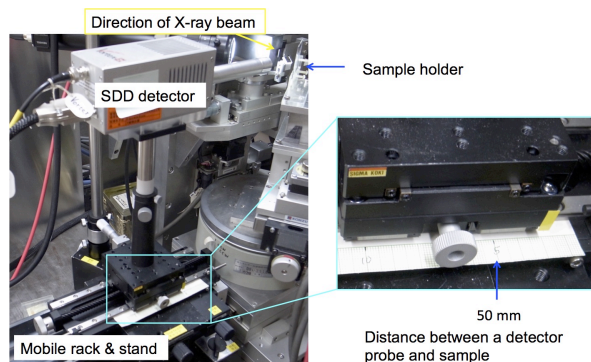 Direction of X-ray beam
Sample holder
SDD detector
SIGMA KOKI
10
5
50 mm
Distance between a detector
probe and sample
Mobile rack & stand